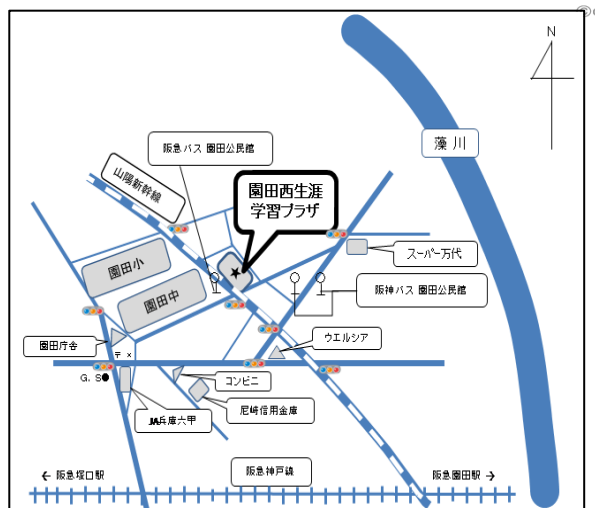 N
藻 川
阪急バス 園田公民館
山陽新幹線
園田西生涯
学習プラザ
園田小
園田中
スーパー万代
阪神バス 園田公民館
園田庁舎
〒 ×
ウエルシア
コンビニ
G. S●
尼崎信用金庫
JA兵庫六甲
← 阪急塚口駅
阪急神戸線
阪急園田駅 →